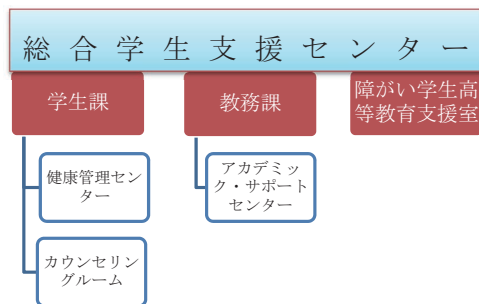 総合学生支援センター
学生課
教務課
障がい学生高
等教育支援室
健康管理セン
ター
アカデミッ
ク・サポート
センター
カウンセリン
グルーム